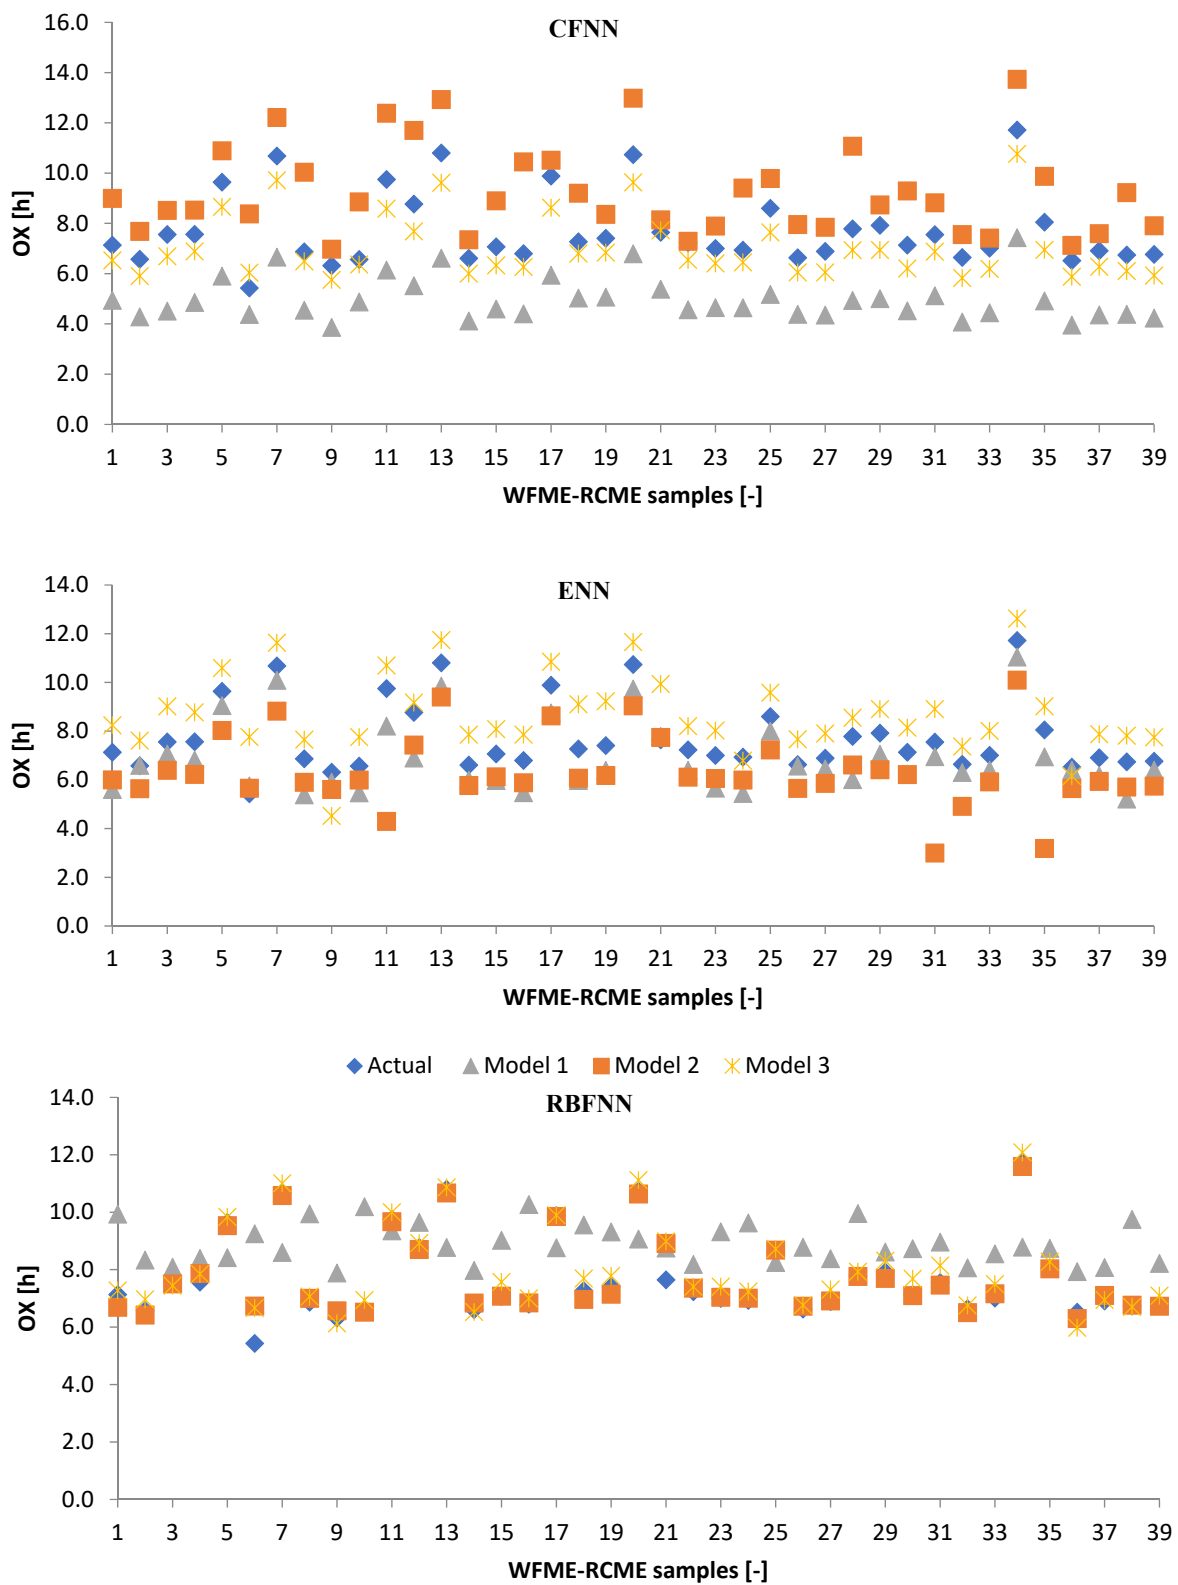 CFNN
16.0
14.0
12.0
10.0
8.0
6.0
4.0
2.0
0.0
OX [h]
1 3 5 7 9 11 13 15 17 19 21 23 25 27 29 31 33 35 37 39
WFME-RCME samples [-]
ENN
14.0
12.0
10.0
8.0
6.0
4.0
2.0
0.0
OX [h]
1 3 5 7 9 11 13 15 17 19 21 23 25 27 29 31 33 35 37 39
WFME-RCME samples [-]
Actual Model 1 Model 2 Model 3
RBFNN
14.0
12.0
10.0
8.0
6.0
4.0
2.0
0.0
OX [h]
1 3 5 7 9 11 13 15 17 19 21 23 25 27 29 31 33 35 37 39
WFME-RCME samples [-]